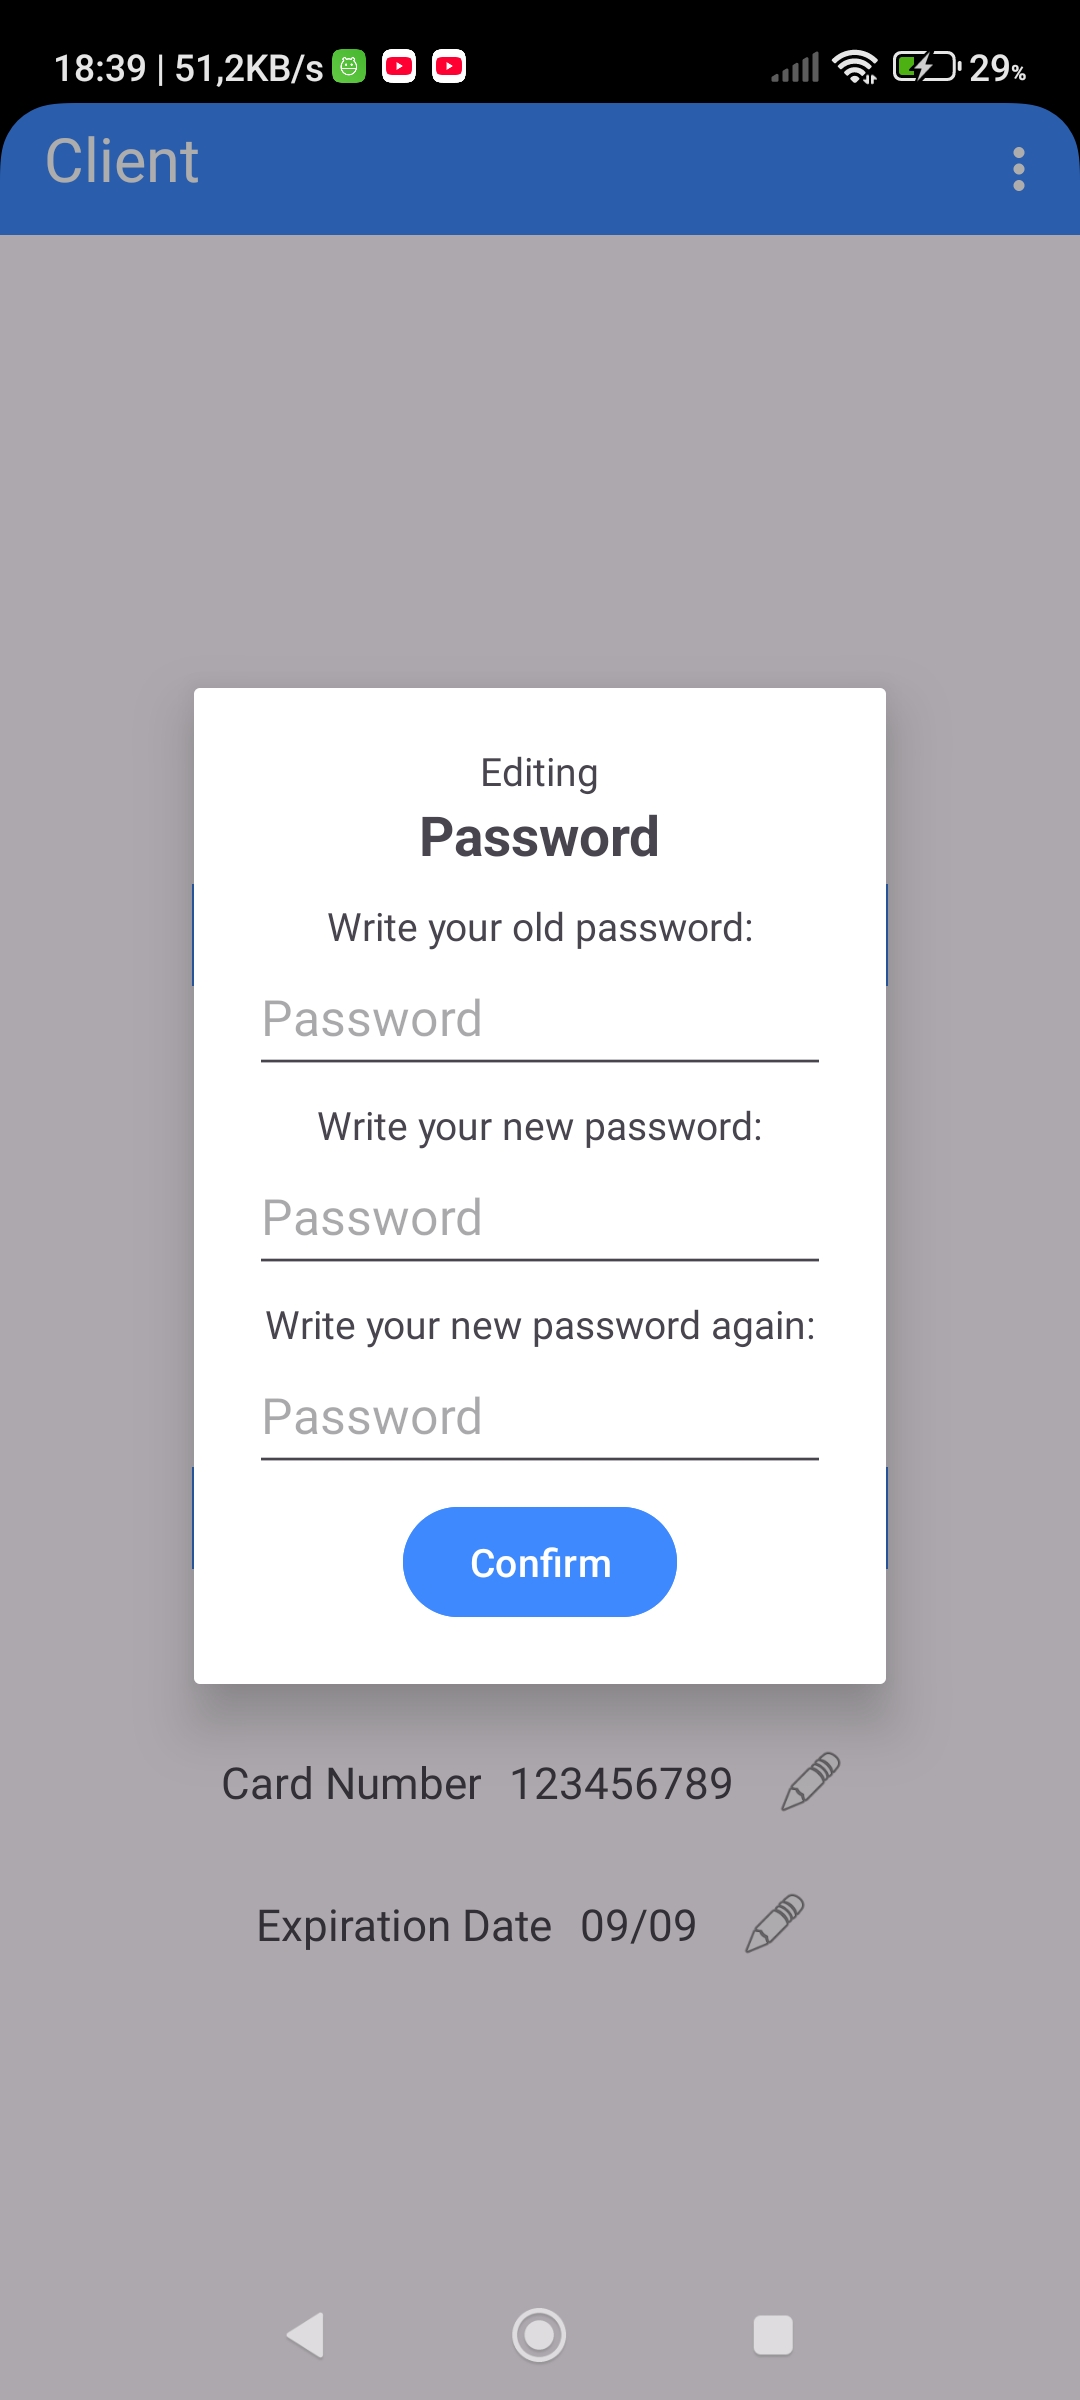 18:39 | 51,2KB/s 29%
Client
Editing
Password
Write your old password:
Password
Write your new password:
Password
Write your new password again:
Password
Confirm
Card Number 123456789
Expiration Date 09/09